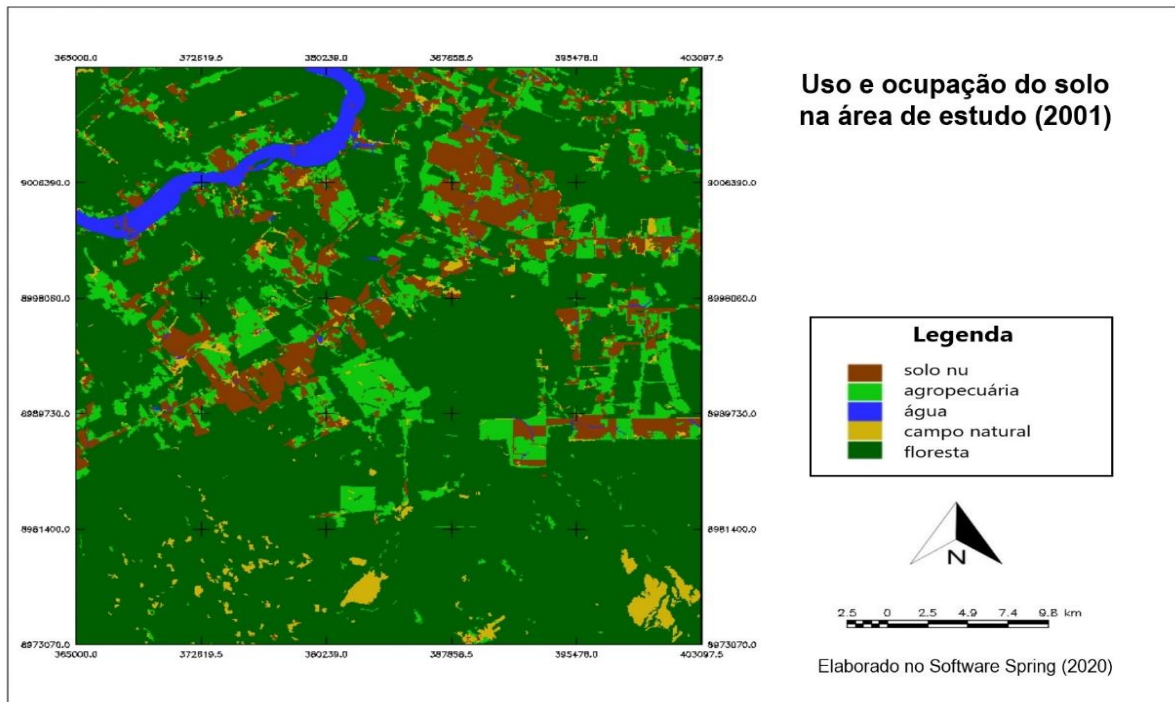 Uso e ocupação do solo
na área de estudo (2001)
365000.0 372619.5 380239.0 387858.5 395478.0 403097.5
9006390.0 9006390.0
8998060.0 8998060.0
8989730.0 8989730.0
8981400.0 8981400.0
8973070.0 8973070.0
365000.0 372619.5 380239.0 387858.5 395478.0 403097.5
Legenda
solo nu
agropecuária
água
campo natural
floresta
N
2.5 0 2.5 4.9 7.4 9.8 km
Elaborado no Software Spring (2020)